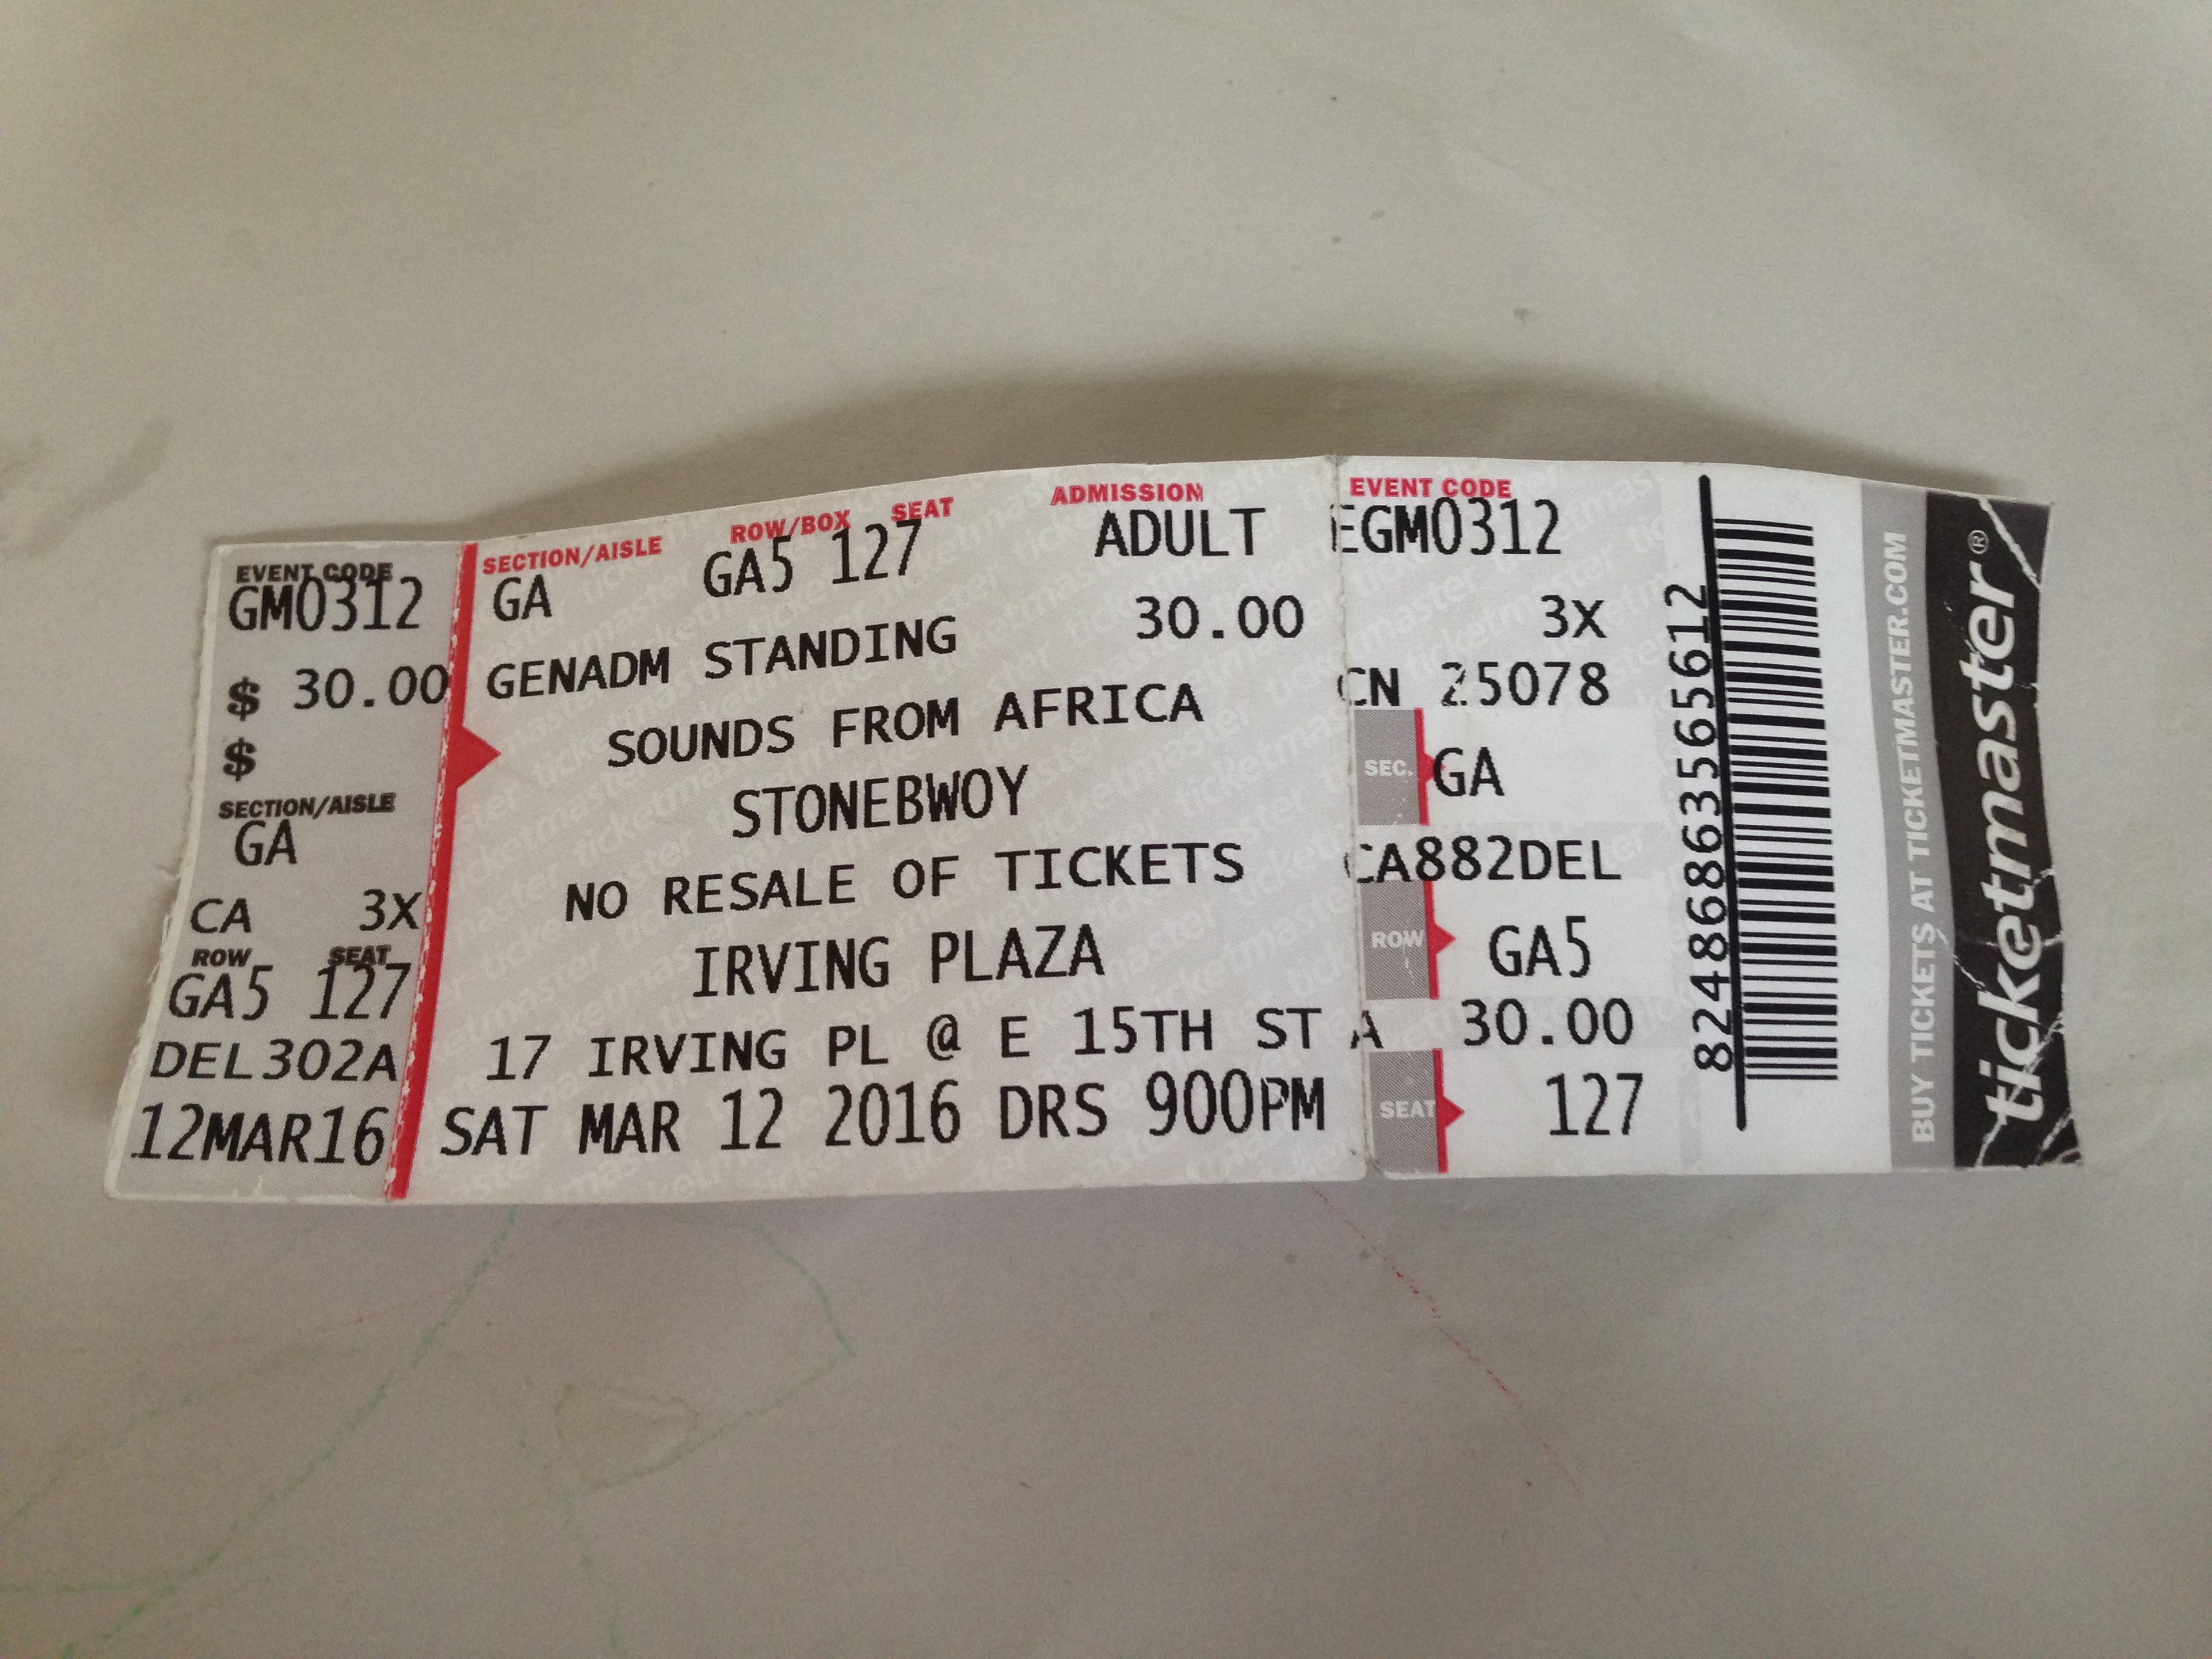 EVENT CODE
GM0312
$ 30.00
$
SECTION/AISLE
GA
CA 3X
ROW SEAT
GA5 127
DEL302A
12MAR16
SECTION/AISLE ROW/BOX SEAT ADMISSION
GA GA5 127 ADULT
GENADM STANDING 30.00
SOUNDS FROM AFRICA
STONEBWOY
NO RESALE OF TICKETS
IRVING PLAZA
17 IRVING PL @ E 15TH ST
SAT MAR 12 2016 DRS 900PM
EVENT CODE
EGM0312
3X
CN 25078
SEC. GA
CA882DEL
ROW GA5
A 30.00
SEAT 127
8248688635656​12
BUY TICKETS AT TICKETMASTER.COM
ticketmaster®